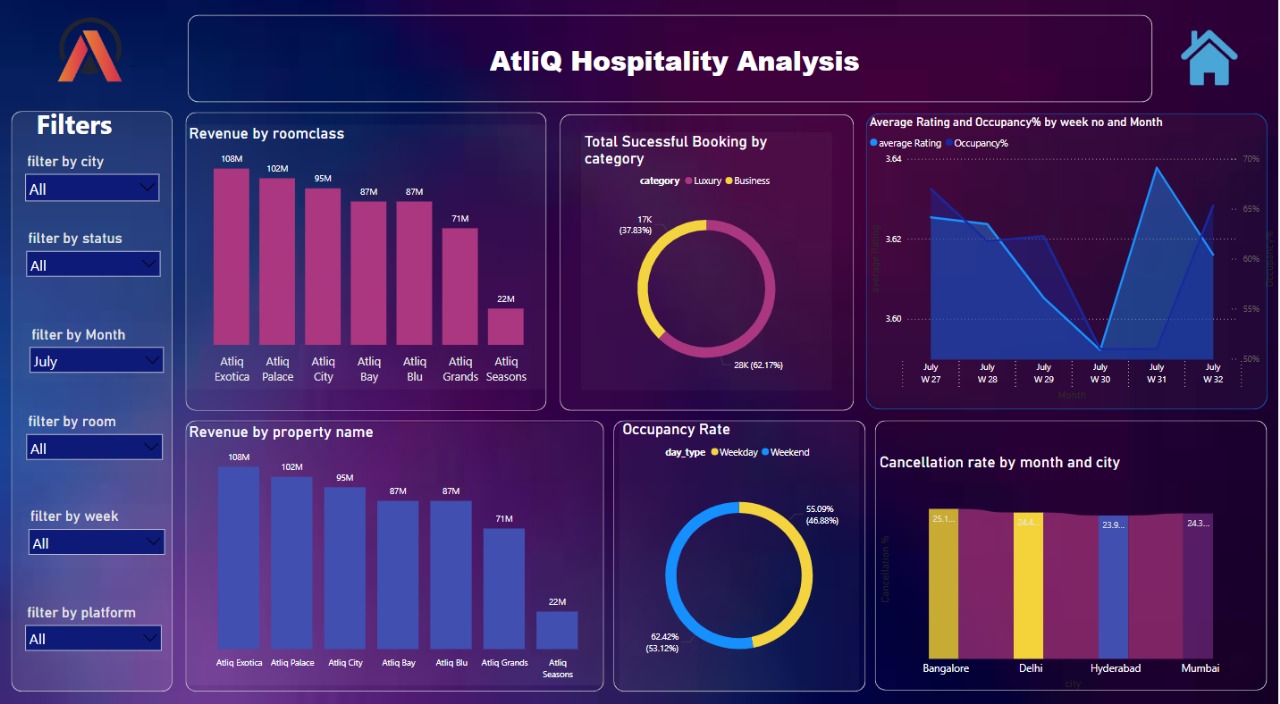 AtliQ Hospitality Analysis
Filters
filter by city
All
filter by status
All
filter by Month
July
filter by room
All
filter by week
All
filter by platform
All
Revenue by roomclass
108M
102M
95M
87M
87M
71M
22M
Atliq Exotica
Atliq Palace
Atliq City
Atliq Bay
Atliq Blu
Atliq Grands
Atliq Seasons
Total Sucessful Booking by
category
category Luxury Business
17K
(37.83%)
28K (62.17%)
Average Rating and Occupancy% by week no and Month
average Rating Occupancy%
3.64
3.62
3.60
70%
65%
60%
55%
50%
average Rating
Occupancy%
July W 27
July W 28
July W 29
July W 30
July W 31
July W 32
Month
Revenue by property name
108M
102M
95M
87M
87M
71M
22M
Atliq Exotica
Atliq Palace
Atliq City
Atliq Bay
Atliq Blu
Atliq Grands
Atliq Seasons
Occupancy Rate
day_type Weekday Weekend
55.09%
(46.88%)
62.42%
(53.12%)
Cancellation rate by month and city
Cancellation %
25.1...
24.4...
23.9...
24.3...
Bangalore
Delhi
Hyderabad
Mumbai
city